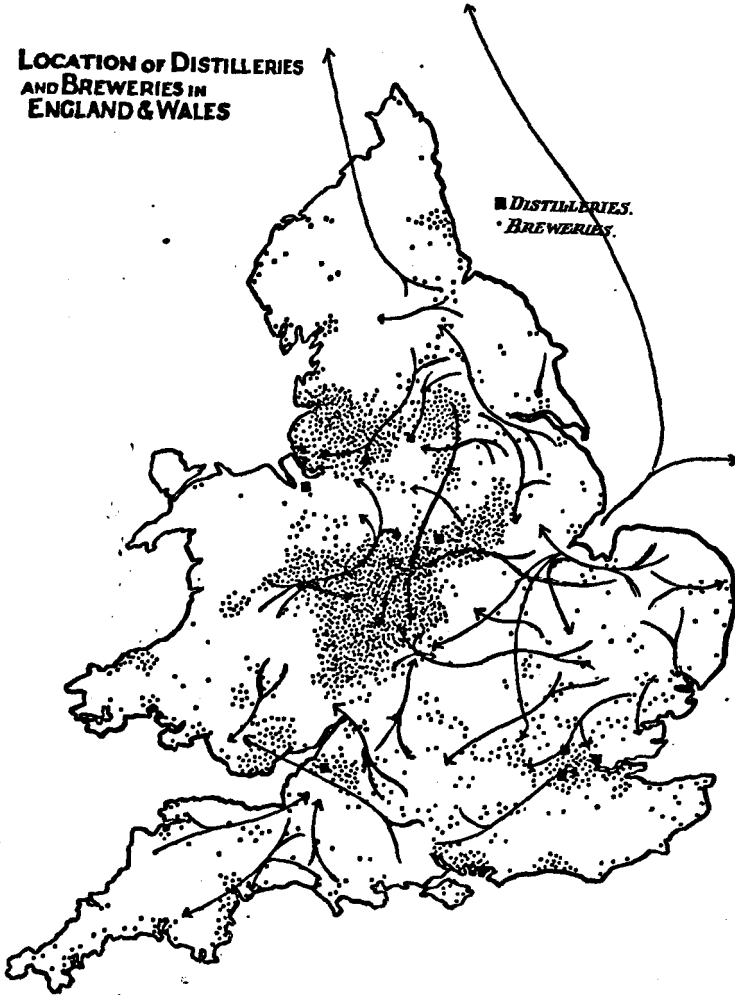 LOCATION OF DISTILLERIES
AND BREWERIES IN
ENGLAND & WALES
DISTILLERIES.
BREWERIES.